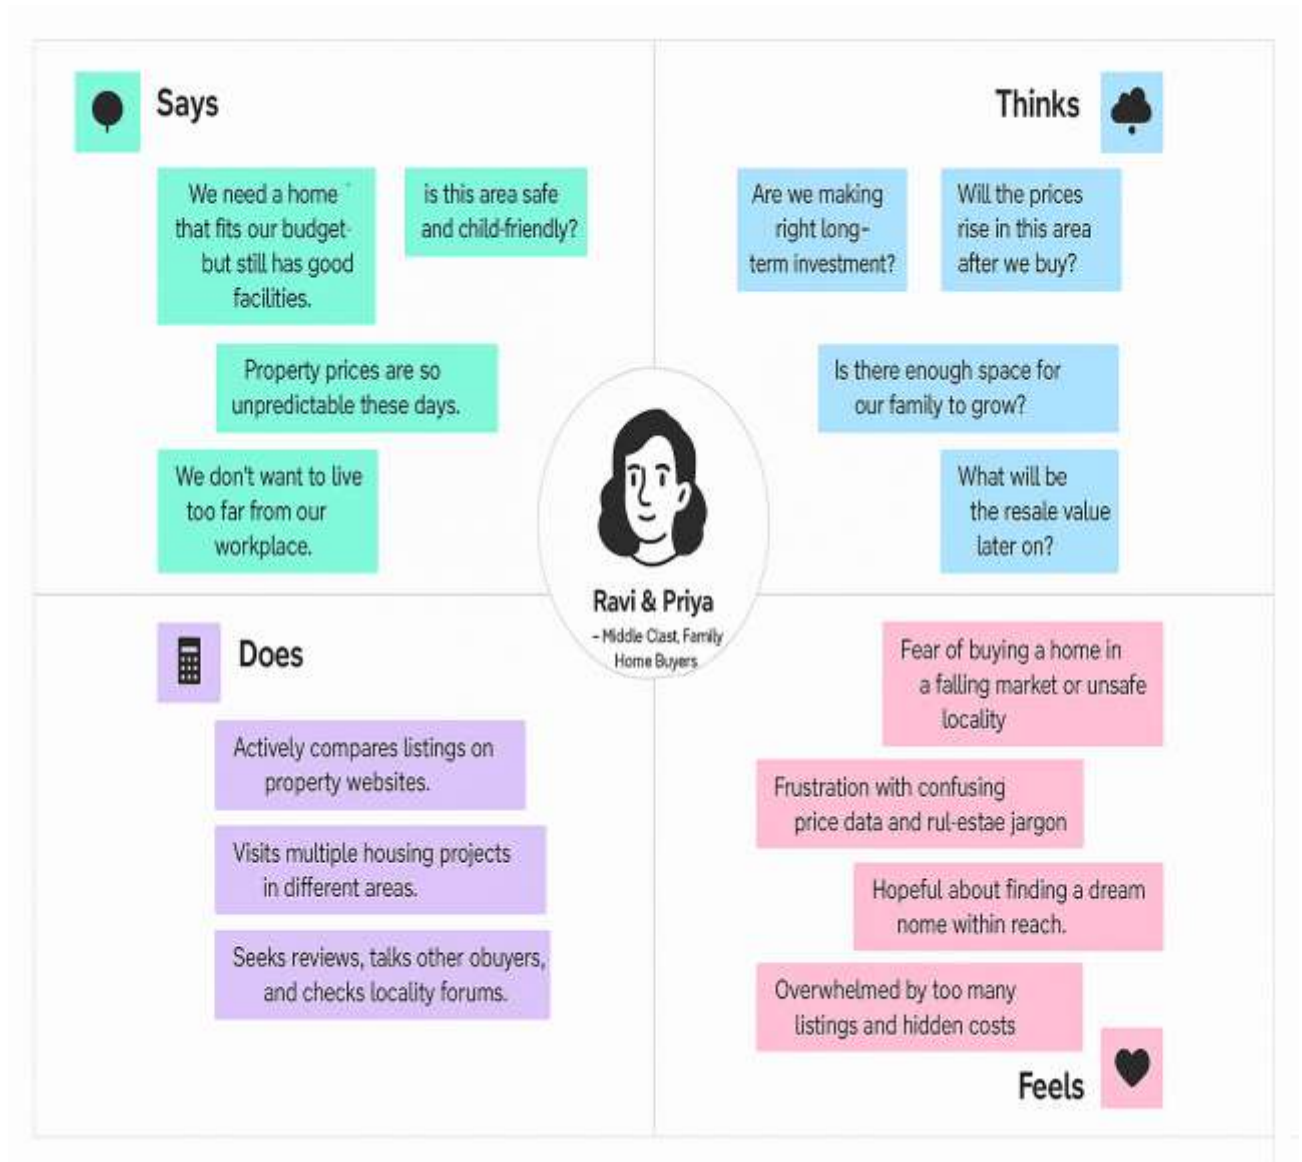 Says
We need a home
that fits our budget-
but still has good
facilities.
is this area safe
and child-friendly?
Property prices are so
unpredictable these days.
We don't want to live
too far from our
workplace.
Thinks
Are we making
right long-
term investment?
Will the prices
rise in this area
after we buy?
Is there enough space for
our family to grow?
What will be
the resale value
later on?
Ravi & Priya
– Middle Clast, Family
Home Buyers
Does
Actively compares listings on
property websites.
Visits multiple housing projects
in different areas.
Seeks reviews, talks other obuyers,
and checks locality forums.
Fear of buying a home in
a falling market or unsafe
locality
Frustration with confusing
price data and rul-estae jargon
Hopeful about finding a dream
nome within reach.
Overwhelmed by too many
listings and hidden costs
Feels